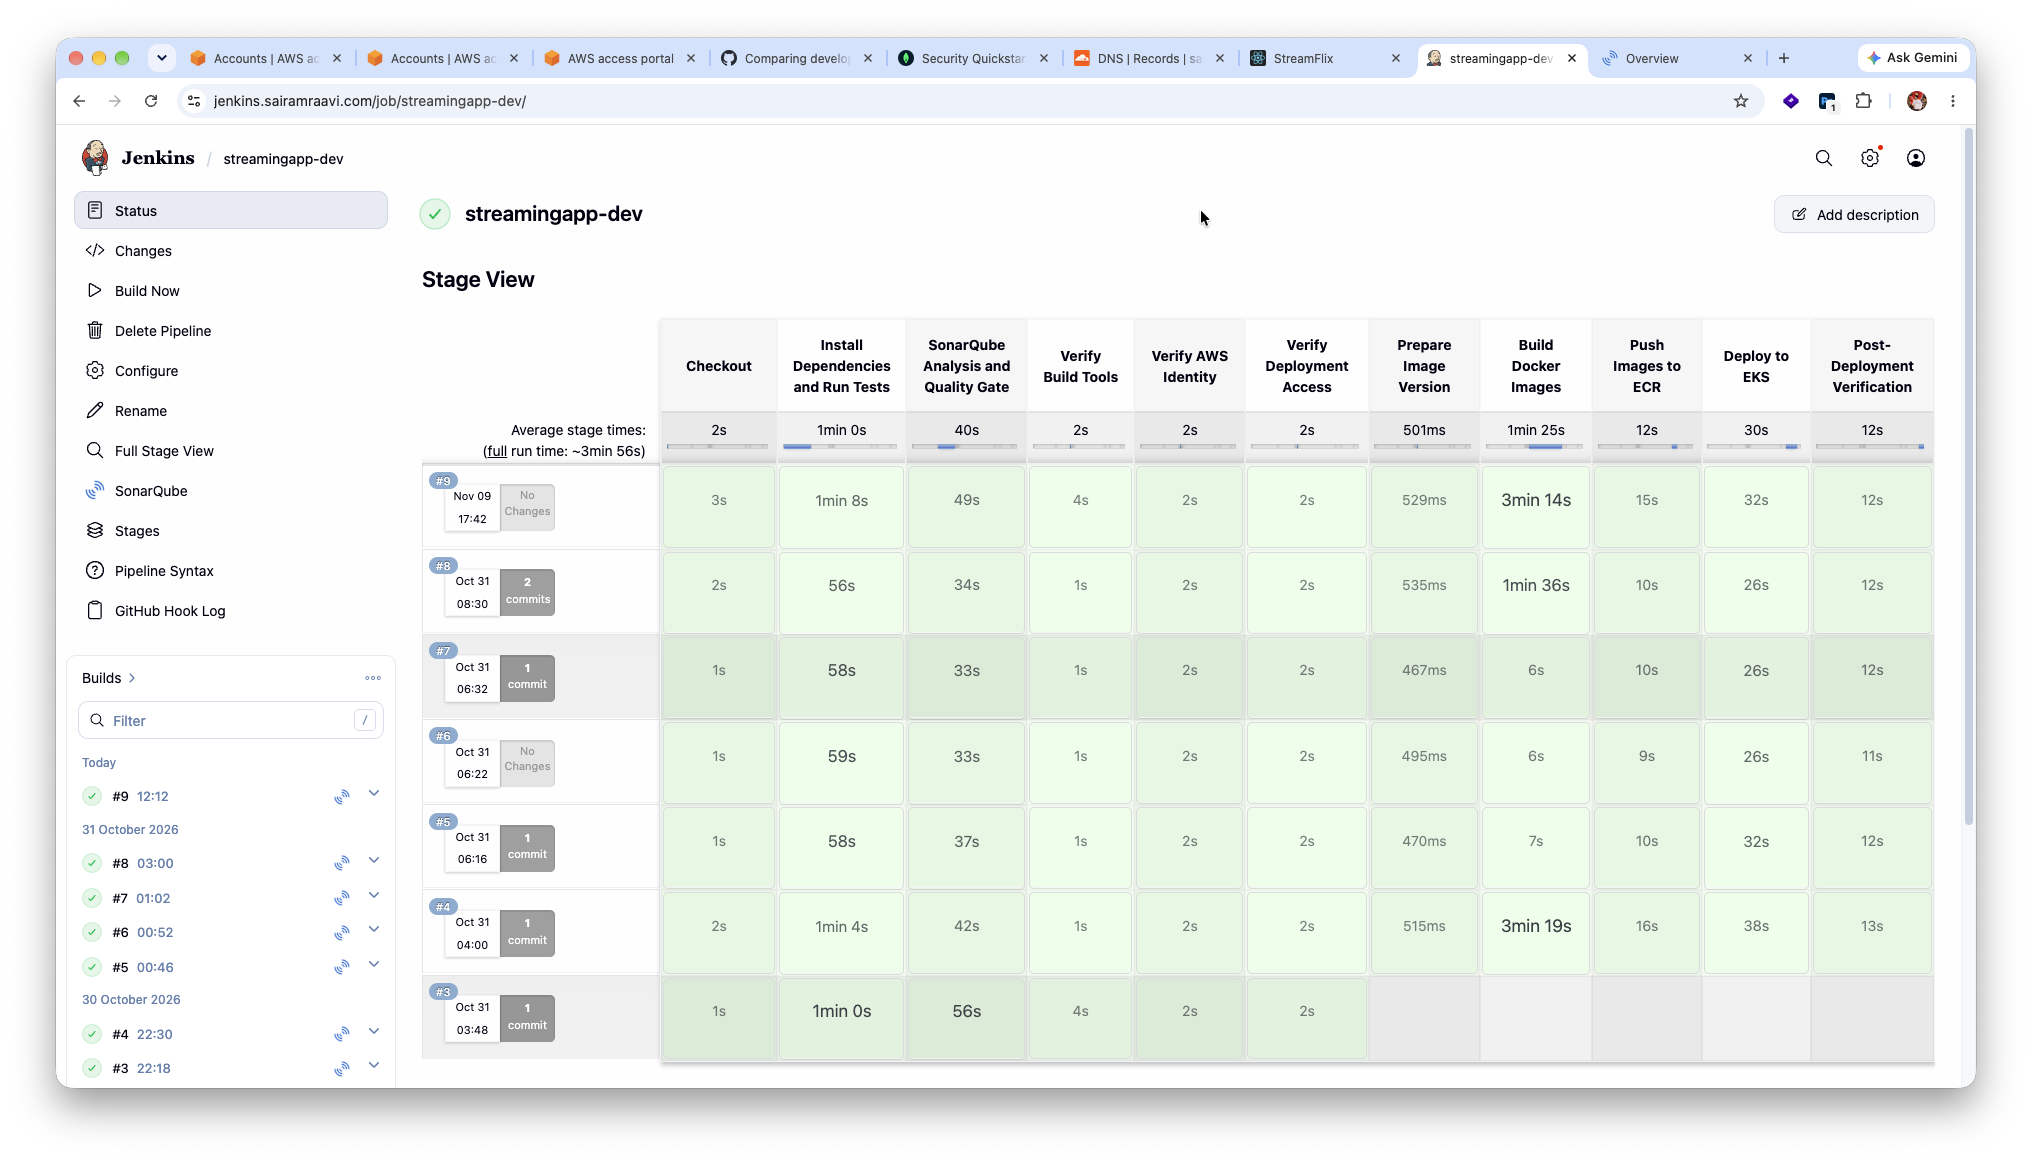 Accounts | AWS ac
Accounts | AWS ac
AWS access portal
Comparing develo
Security Quickstar
DNS | Records | sa
StreamFlix
streamingapp-dev
Overview
Ask Gemini
jenkins.sairamraavi.com/job/streamingapp-dev/
1
Jenkins / streamingapp-dev
Status
Changes
Build Now
Delete Pipeline
Configure
Rename
Full Stage View
SonarQube
Stages
Pipeline Syntax
GitHub Hook Log
Builds
Filter /
Today
#9 12:12
31 October 2026
#8 03:00
#7 01:02
#6 00:52
#5 00:46
30 October 2026
#4 22:30
#3 22:18
streamingapp-dev
Add description
Stage View
Checkout
Install Dependencies and Run Tests
SonarQube Analysis and Quality Gate
Verify Build Tools
Verify AWS Identity
Verify Deployment Access
Prepare Image Version
Build Docker Images
Push Images to ECR
Deploy to EKS
Post-Deployment Verification
Average stage times:
(full run time: ~3min 56s)
2s 1min 0s 40s 2s 2s 2s 501ms 1min 25s 12s 30s 12s
#9
Nov 09 17:42 No Changes
3s 1min 8s 49s 4s 2s 2s 529ms 3min 14s 15s 32s 12s
#8
Oct 31 08:30 2 commits
2s 56s 34s 1s 2s 2s 535ms 1min 36s 10s 26s 12s
#7
Oct 31 06:32 1 commit
1s 58s 33s 1s 2s 2s 467ms 6s 10s 26s 12s
#6
Oct 31 06:22 No Changes
1s 59s 33s 1s 2s 2s 495ms 6s 9s 26s 11s
#5
Oct 31 06:16 1 commit
1s 58s 37s 1s 2s 2s 470ms 7s 10s 32s 12s
#4
Oct 31 04:00 1 commit
2s 1min 4s 42s 1s 2s 2s 515ms 3min 19s 16s 38s 13s
#3
Oct 31 03:48 1 commit
1s 1min 0s 56s 4s 2s 2s